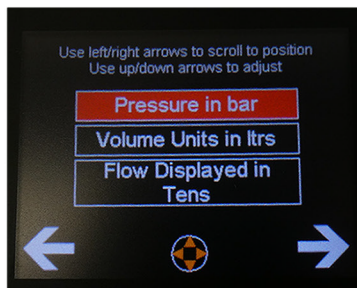 Use left/right arrows to scroll to position
Use up/down arrows to adjust
Pressure in bar
Volume Units in ltrs
Flow Displayed in
Tens